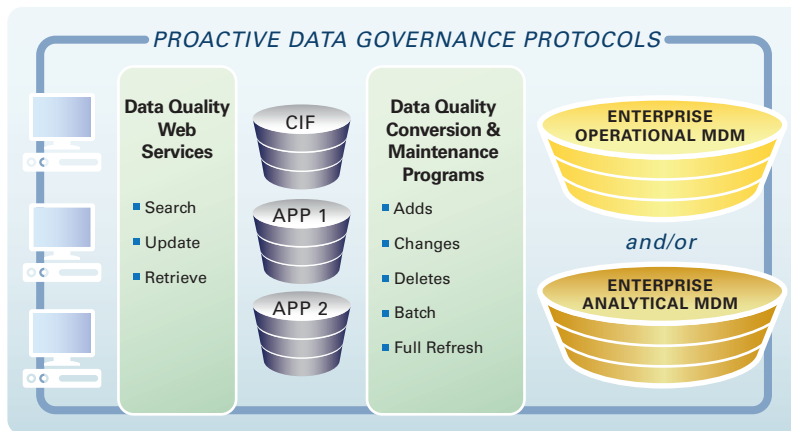 PROACTIVE DATA GOVERNANCE PROTOCOLS
Data Quality
Web
Services
■ Search
■ Update
■ Retrieve
CIF
APP 1
APP 2
Data Quality
Conversion &
Maintenance
Programs
■ Adds
■ Changes
■ Deletes
■ Batch
■ Full Refresh
ENTERPRISE
OPERATIONAL MDM
and/or
ENTERPRISE
ANALYTICAL MDM